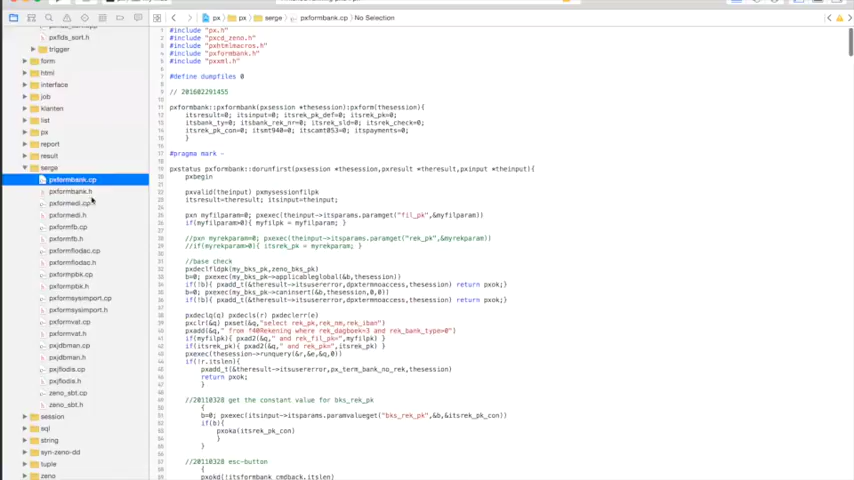 px
px
serge
pxformbank.cp
No Selection
pxflds_sort.h
trigger
form
html
interface
job
klanten
list
px
report
result
serge
pxformbank.cp
pxformbank.h
pxformedi.cp
pxformedi.h
pxformfb.cp
pxformfb.h
pxformfiodac.cp
pxformfiodac.h
pxformpbk.cp
pxformpbk.h
pxformsysimport.cp
pxformsysimport.h
pxformvat.cp
pxformvat.h
pxjdbman.cp
pxjdbman.h
pxjfiodis.cp
pxjfiodis.h
zeno_sbt.cp
zeno_sbt.h
session
sql
string
syn-zeno-dd
tuple
zeno
#include "px.h"
#include "pxcd_zeno.h"
#include "pxhtmlmacros.h"
#include "pxformbank.h"
#include "pxxml.h"
#define dumpfiles 0
// 201602291455
pxformbank::pxformbank(pxsession *thesession):pxform(thesession){
itsresult=0; itsinput=0; itsrek_pk_def=0; itsrek_pk=0;
itsbank_ty=0; itsbank_rek_nr=0; itsrek_sld=0; itsrek_check=0;
itsrek_pk_con=0; itsmt940=0; itscamt053=0; itspayments=0;
}
#pragma mark -
pxstatus pxformbank::dorunfirst(pxsession *thesession,pxresult *theresult,pxinput *theinput){
pxbegin
pxvalid(theinput) pxmysessionfilpk
itsresult=theresult; itsinput=theinput;
pxn myfilparam=0; pxexec(theinput->itsparams.paramget("fil_pk",&myfilparam))
if(myfilparam>0){ myfilpk = myfilparam; }
//pxn myrekparam=0; pxexec(theinput->itsparams.paramget("rek_pk",&myrekparam))
//if(myrekparam>0){ itsrek_pk = myrekparam; }
//base check
pxdeclfldpk(my_bks_pk,zeno_bks_pk)
b=0; pxexec(my_bks_pk->applicableglobal(&b,thesession))
if(!b){ pxadd_t(&theresult->itsusererror,dpxtermnoaccess,thesession) return pxok;}
b=0; pxexec(my_bks_pk->caninsert(&b,thesession,0,0))
if(!b){ pxadd_t(&theresult->itsusererror,dpxtermnoaccess,thesession) return pxok;}
pxdeclq(q) pxdecls(r) pxdeclerr(e)
pxclr(&q) pxset(&q,"select rek_pk,rek_nm,rek_iban")
pxadd(&q," from f40Rekening where rek_dagboek=3 and rek_bank_type=0")
if(myfilpk){ pxad2(&q," and rek_fil_pk=",myfilpk) }
if(itsrek_pk){ pxad2(&q," and rek_pk=",itsrek_pk) }
pxexec(thesession->runquery(&r,&e,&q,0))
if(!r.itslen){
pxadd_t(&theresult->itsusererror,px_term_bank_no_rek,thesession)
return pxok;
}
//20110328 get the constant value for bks_rek_pk
{
b=0; pxexec(itsinput->itsparams.paramvalueget("bks_rek_pk",&b,&itsrek_pk_con)
if(b){
pxoka(itsrek_pk_con)
}
}
//20110328 esc-button
{
pxokd(!itsformbank_cmdback.itslen)